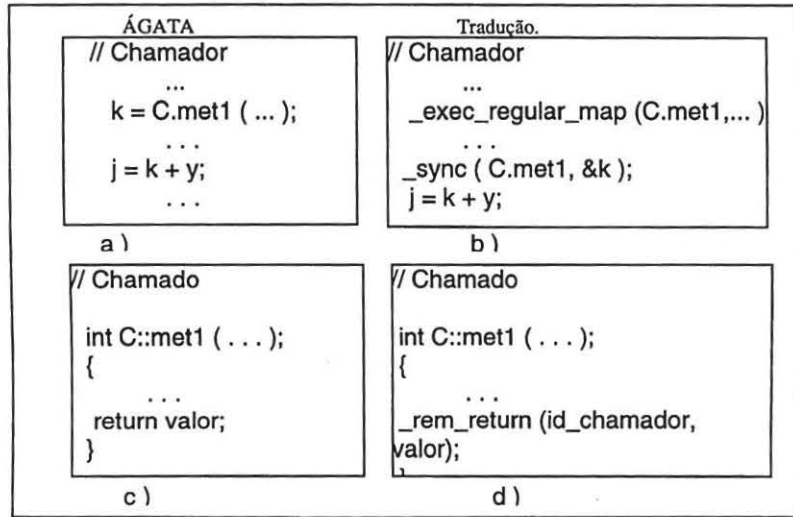 ÁGATA
// Chamador
...
k = C.met1 ( ... );
. . .
j = k + y;
. . .
a )
Tradução.
// Chamador
...
_exec_regular_map (C.met1,... )
. . .
_sync ( C.met1, &k );
j = k + y;
b )
// Chamado
int C::met1 ( . . . );
{
. . .
return valor;
}
c )
// Chamado
int C::met1 ( . . . );
{
. . .
_rem_return (id_chamador,
valor);
}
d )